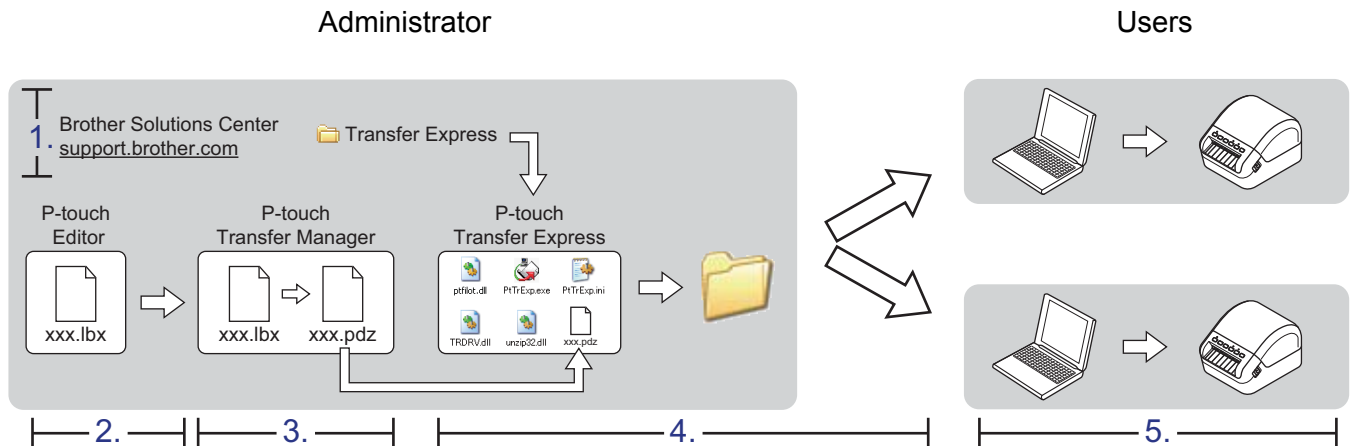 Administrator
Users
1.
Brother Solutions Center
support.brother.com
Transfer Express
P-touch
Editor
xxx.lbx
P-touch
Transfer Manager
xxx.lbx
xxx.pdz
P-touch
Transfer Express
ptfilot.dll
PtTrExp.exe
PtTrExp.ini
TRDRV.dll
unzip32.dll
xxx.pdz
2.
3.
4.
5.